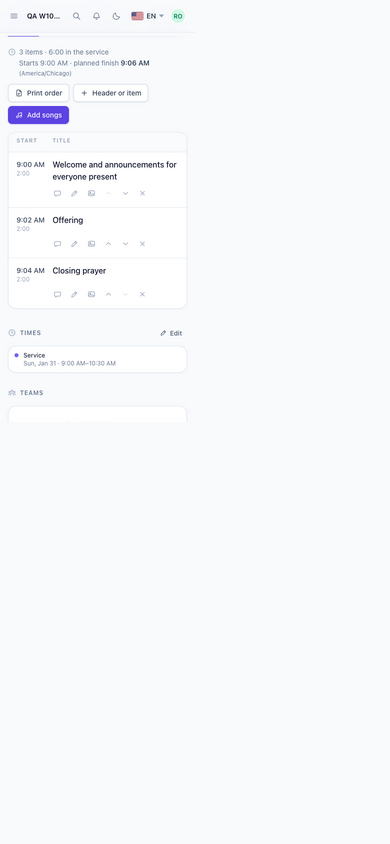 QA W10...
EN
RO
3 items · 6:00 in the service
Starts 9:00 AM · planned finish 9:06 AM
(America/Chicago)
Print order
Header or item
Add songs
START TITLE
9:00 AM Welcome and announcements for
2:00 everyone present
9:02 AM Offering
2:00
9:04 AM Closing prayer
2:00
TIMES
Edit
Service
Sun, Jan 31 · 9:00 AM–10:30 AM
TEAMS